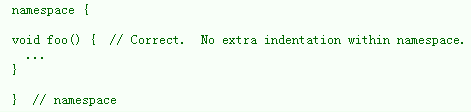 namespace {
void foo() {  // Correct.  No extra indentation within namespace.
  ...
}
}  // namespace